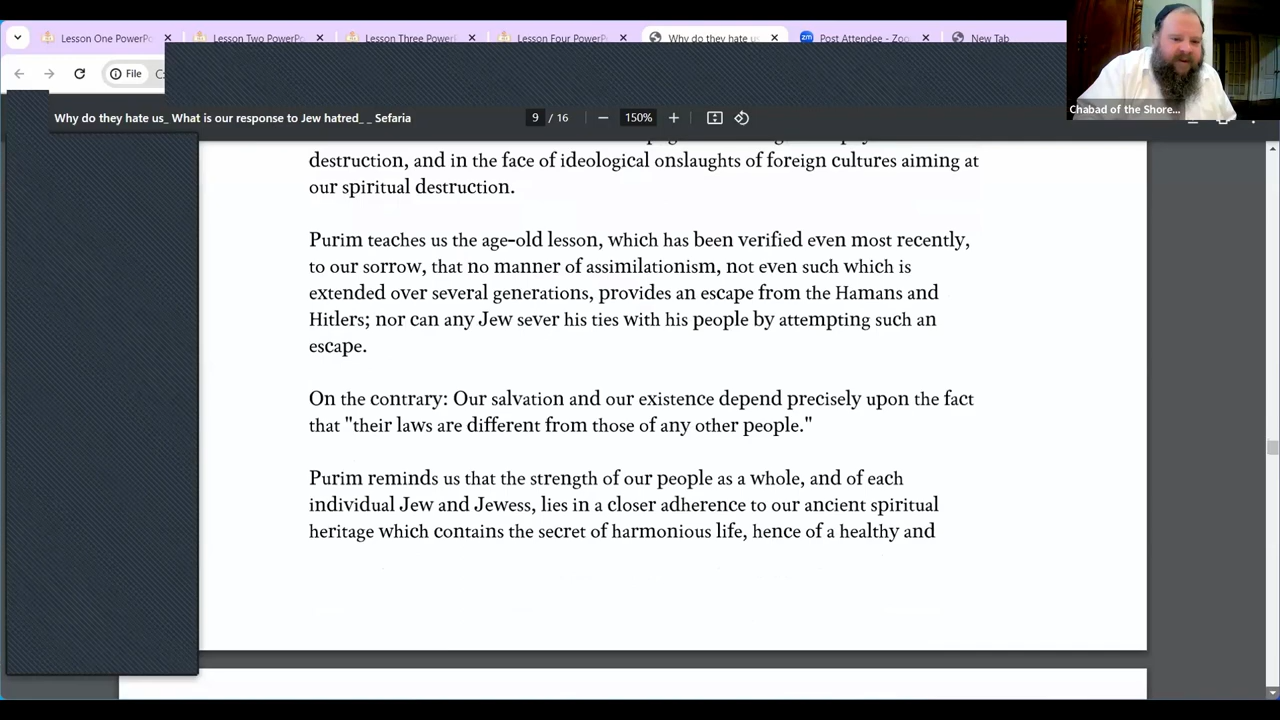 Lesson One PowerP
Lesson Two PowerP
Lesson Three PowerP
Lesson Four PowerP
Why do they hate us
Post Attendee - Zoo
New Tab
File
Chabad of the Shore...
Why do they hate us_ What is our response to Jew hatred_ _ Sefaria
9 / 16
150%
destruction, and in the face of ideological onslaughts of foreign cultures aiming at
our spiritual destruction.
Purim teaches us the age-old lesson, which has been verified even most recently,
to our sorrow, that no manner of assimilationism, not even such which is
extended over several generations, provides an escape from the Hamans and
Hitlers; nor can any Jew sever his ties with his people by attempting such an
escape.
On the contrary: Our salvation and our existence depend precisely upon the fact
that "their laws are different from those of any other people."
Purim reminds us that the strength of our people as a whole, and of each
individual Jew and Jewess, lies in a closer adherence to our ancient spiritual
heritage which contains the secret of harmonious life, hence of a healthy and